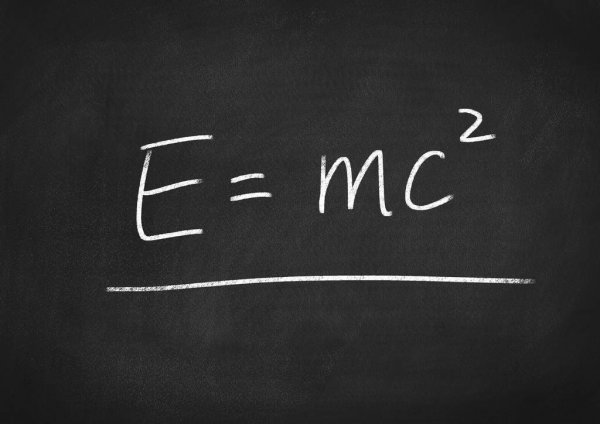 E = mc²